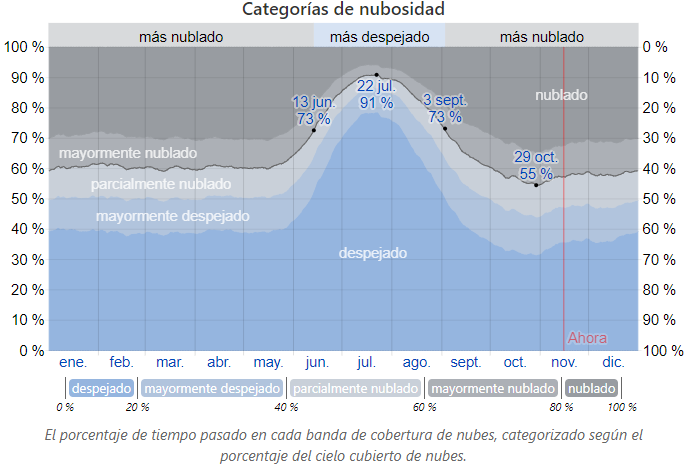 Categorías de nubosidad
más nublado
más despejado
más nublado
100 %
90 %
80 %
70 %
60 %
50 %
40 %
30 %
20 %
10 %
0 %
0 %
10 %
20 %
30 %
40 %
50 %
60 %
70 %
80 %
90 %
100 %
nublado
mayormente nublado
parcialmente nublado
mayormente despejado
despejado
13 jun.
73 %
22 jul.
91 %
3 sept.
73 %
29 oct.
55 %
Ahora
ene. feb. mar. abr. may. jun. jul. ago. sept. oct. nov. dic.
despejado mayormente despejado parcialmente nublado mayormente nublado nublado
0 % 20 % 40 % 60 % 80 % 100 %
El porcentaje de tiempo pasado en cada banda de cobertura de nubes, categorizado según el
porcentaje del cielo cubierto de nubes.